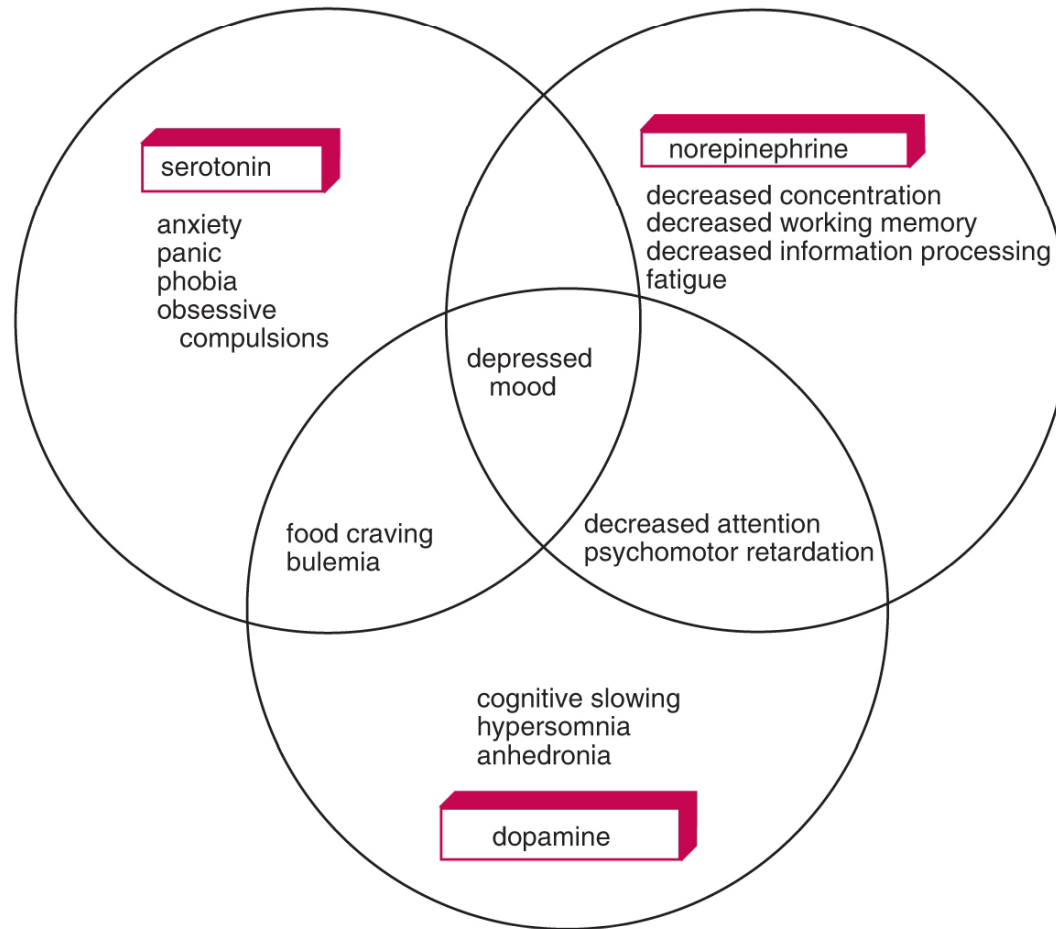 serotonin
anxiety
panic
phobia
obsessive
compulsions
norepinephrine
decreased concentration
decreased working memory
decreased information processing
fatigue
depressed
mood
food craving
bulemia
decreased attention
psychomotor retardation
cognitive slowing
hypersomnia
anhedronia
dopamine